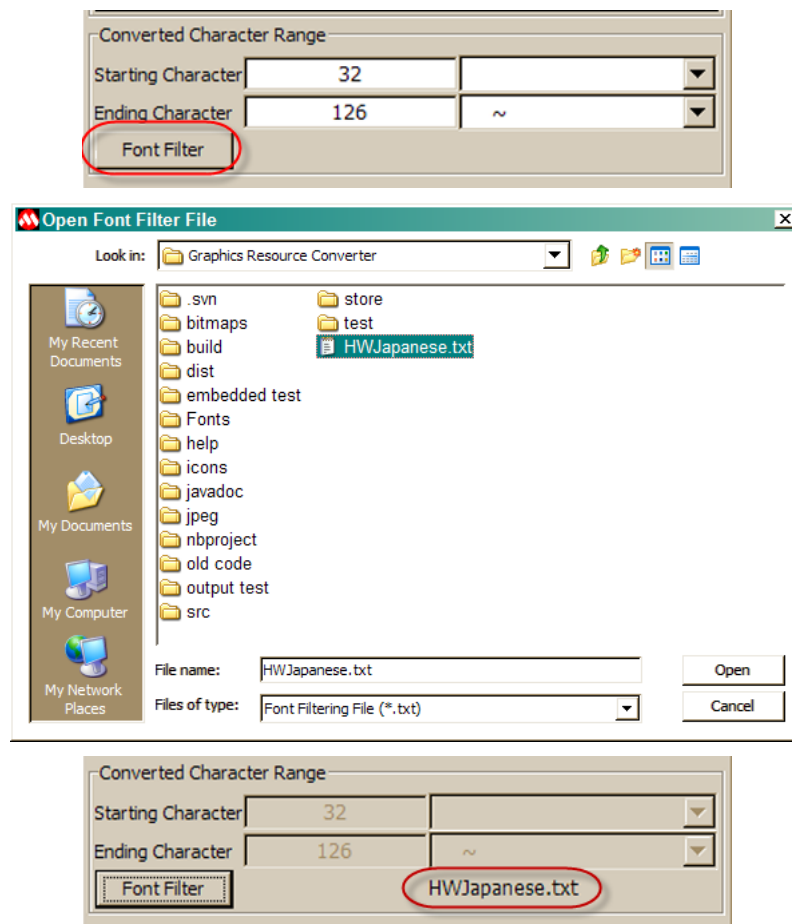 Converted Character Range
Starting Character 32
Ending Character 126 ~
Font Filter
Open Font Filter File
Look in: Graphics Resource Converter
My Recent Documents
Desktop
My Documents
My Computer
My Network Places
.svn
bitmaps
build
dist
embedded test
Fonts
help
icons
javadoc
jpeg
nbproject
old code
output test
src
store
test
HWJapanese.txt
File name: HWJapanese.txt Open
Files of type: Font Filtering File (*.txt) Cancel
Converted Character Range
Starting Character 32
Ending Character 126 ~
Font Filter HWJapanese.txt